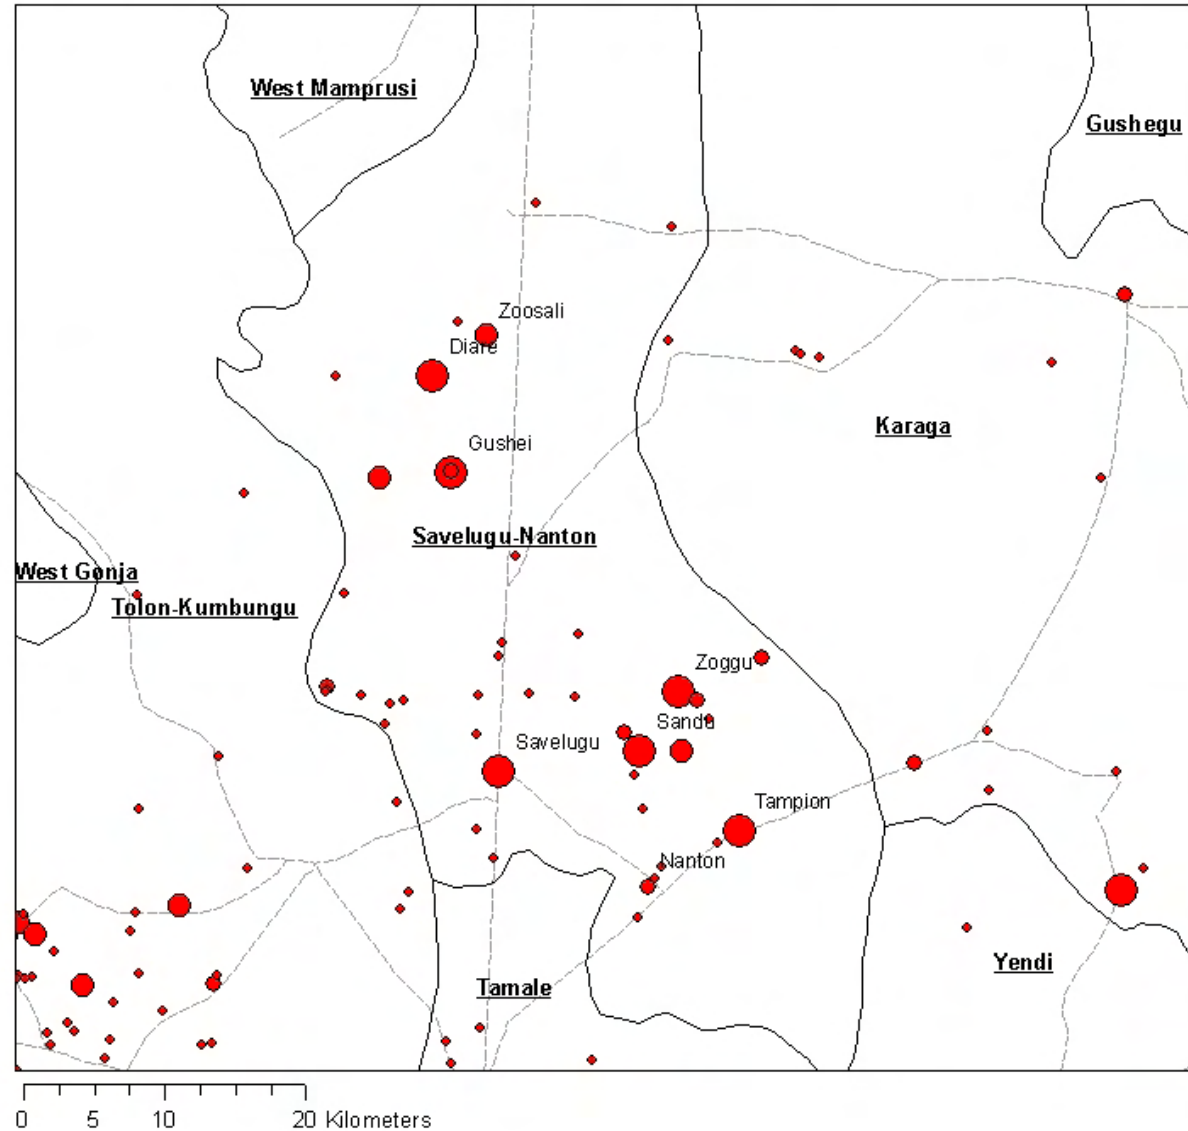 West Mamprusi
Gushegu
Zoosali
Diare
Karaga
Gushei
Savelugu-Nanton
West Gonja
Tolon-Kumbungu
Zoggu
Sandu
Savelugu
Tampion
Nanton
Yendi
Tamale
0 5 10 20 Kilometers